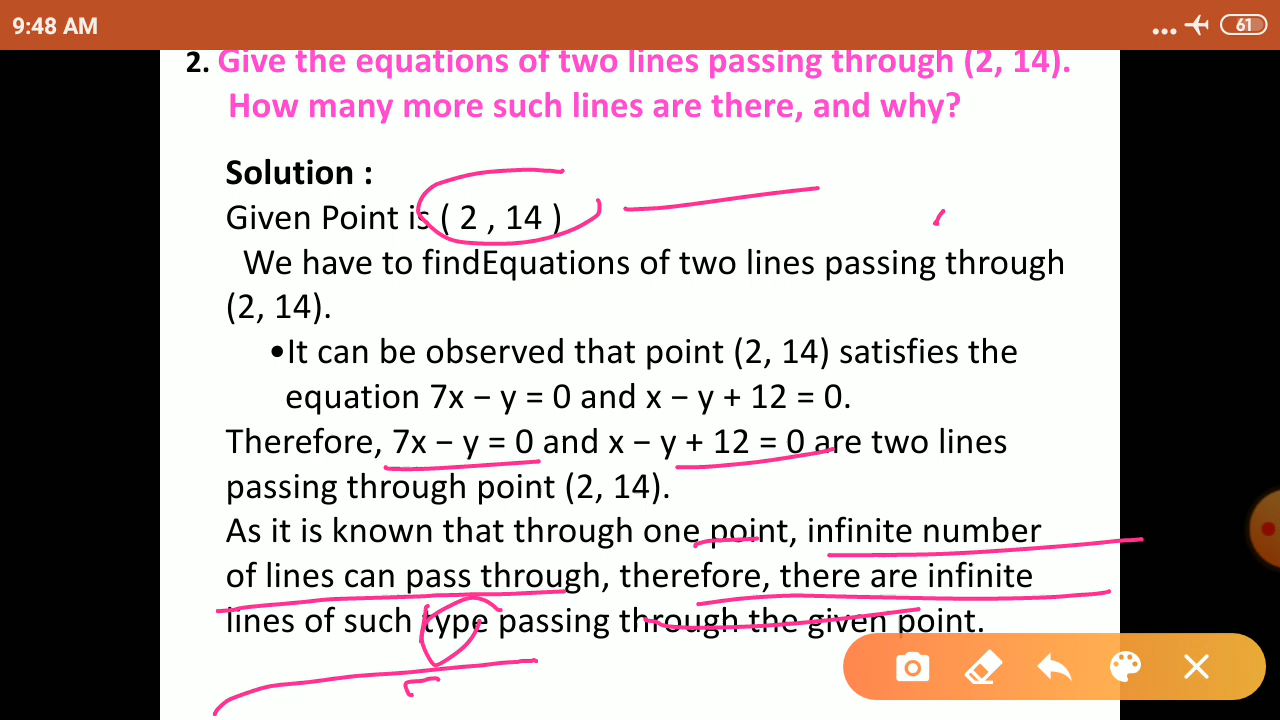 9:48 AM
61
2. Give the equations of two lines passing through (2, 14).
How many more such lines are there, and why?
Solution :
Given Point is ( 2 , 14 )
We have to findEquations of two lines passing through
(2, 14).
•It can be observed that point (2, 14) satisfies the
equation 7x − y = 0 and x − y + 12 = 0.
Therefore, 7x − y = 0 and x − y + 12 = 0 are two lines
passing through point (2, 14).
As it is known that through one point, infinite number
of lines can pass through, therefore, there are infinite
lines of such type passing through the given point.